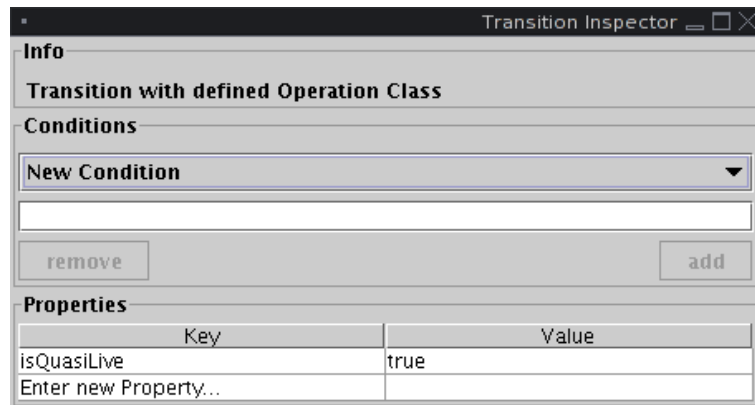 Transition Inspector
Info
Transition with defined Operation Class
Conditions
New Condition
remove add
Properties
Key Value
isQuasiLive true
Enter new Property...